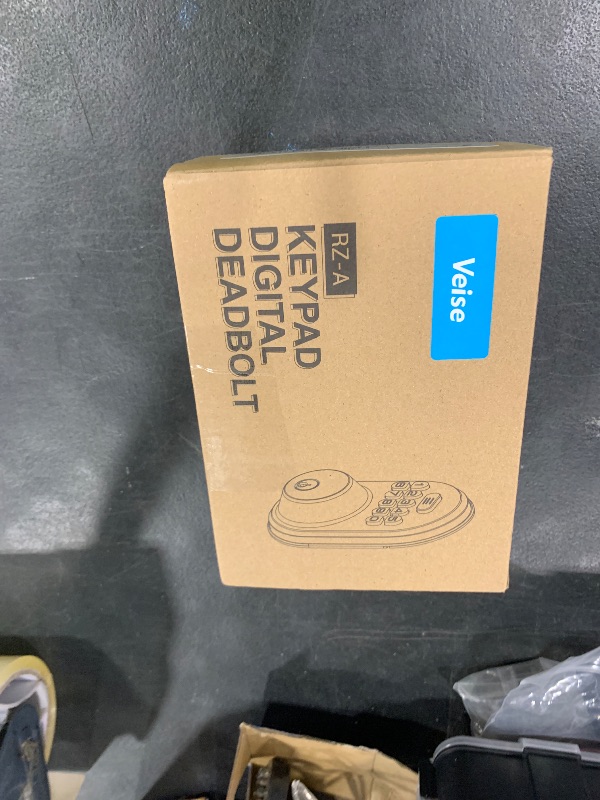 Veise
RZ-A
KEYPAD
DIGITAL
DEADBOLT